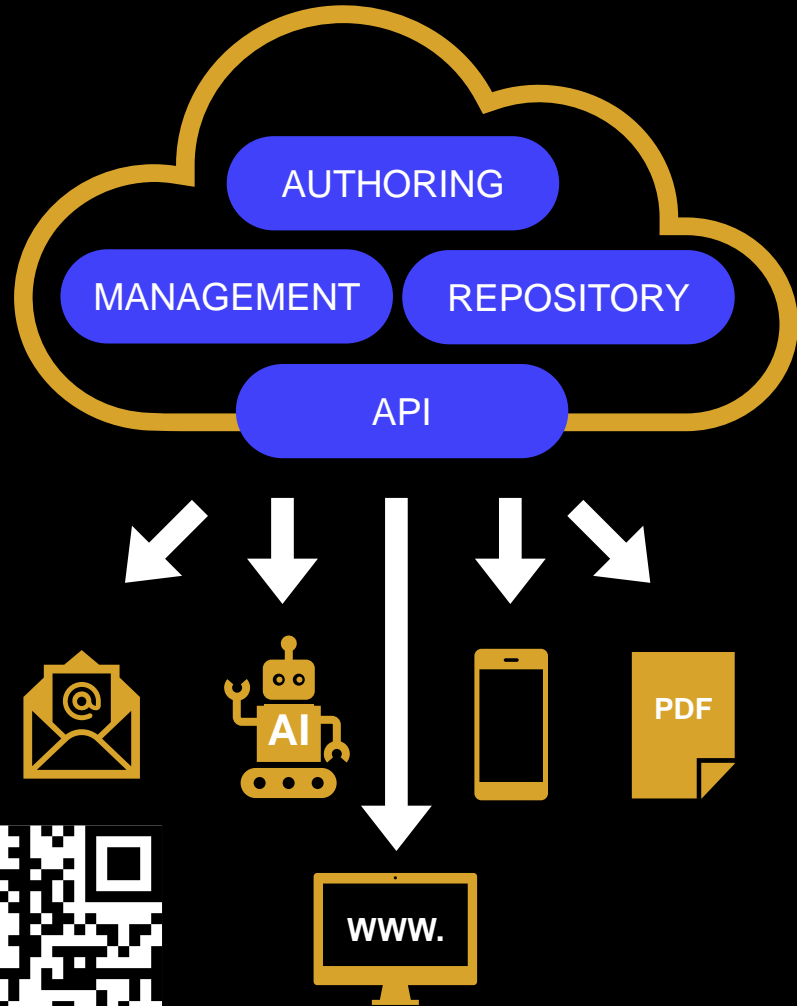 AUTHORING
MANAGEMENT
REPOSITORY
API
@
AI
PDF
www.